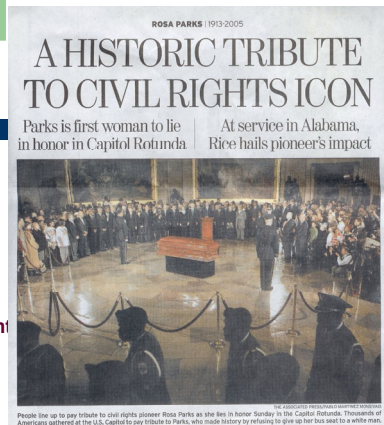 ROSA PARKS | 1913-2005
A HISTORIC TRIBUTE
TO CIVIL RIGHTS ICON
Parks is first woman to lie
in honor in Capitol Rotunda
At service in Alabama,
Rice hails pioneer's impact
THE ASSOCIATED PRESS/PABLO MARTINEZ MONSIVAIS
People line up to pay tribute to civil rights pioneer Rosa Parks as she lies in honor Sunday in the Capitol Rotunda. Thousands of
Americans gathered at the U.S. Capitol to pay tribute to Parks, who made history by refusing to give up her bus seat to a white man.